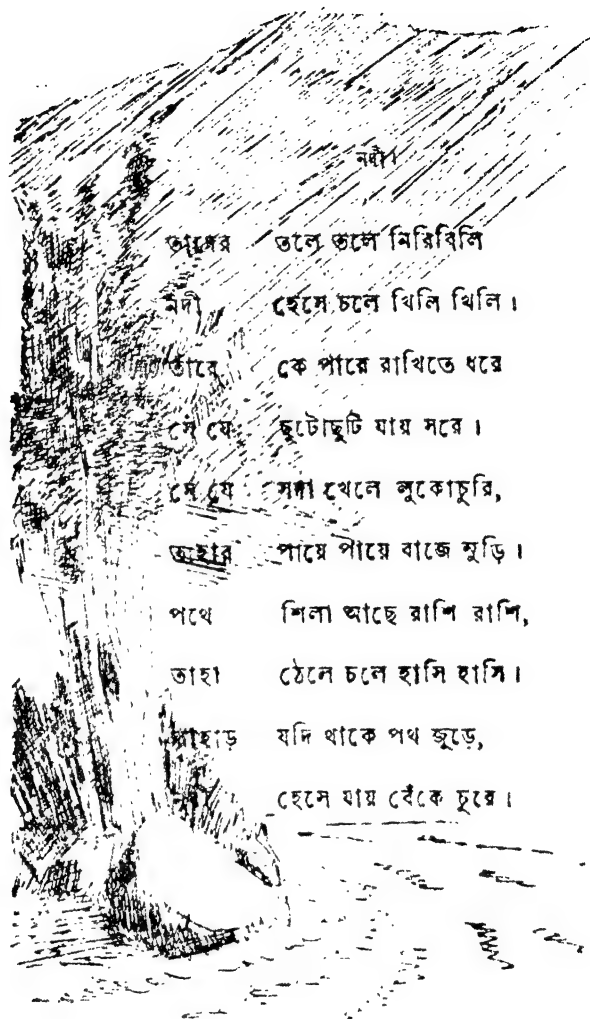 নদী।
তাদের তলে তলে নিরিবিলি
নদী হেসে চলে খিলি খিলি।
তারে কে পারে রাখিতে ধরে
সে যে ছুটোছুটি যায় সরে।
সে যে সদা খেলে লুকোচুরি,
তাহার পায়ে পায়ে বাজে নুড়ি।
পথে শিলা আছে রাশি রাশি,
তাহা ঠেলে চলে হাসি হাসি।
পাহাড় যদি থাকে পথ জুড়ে,
হেসে যায় বেঁকে চুরে।